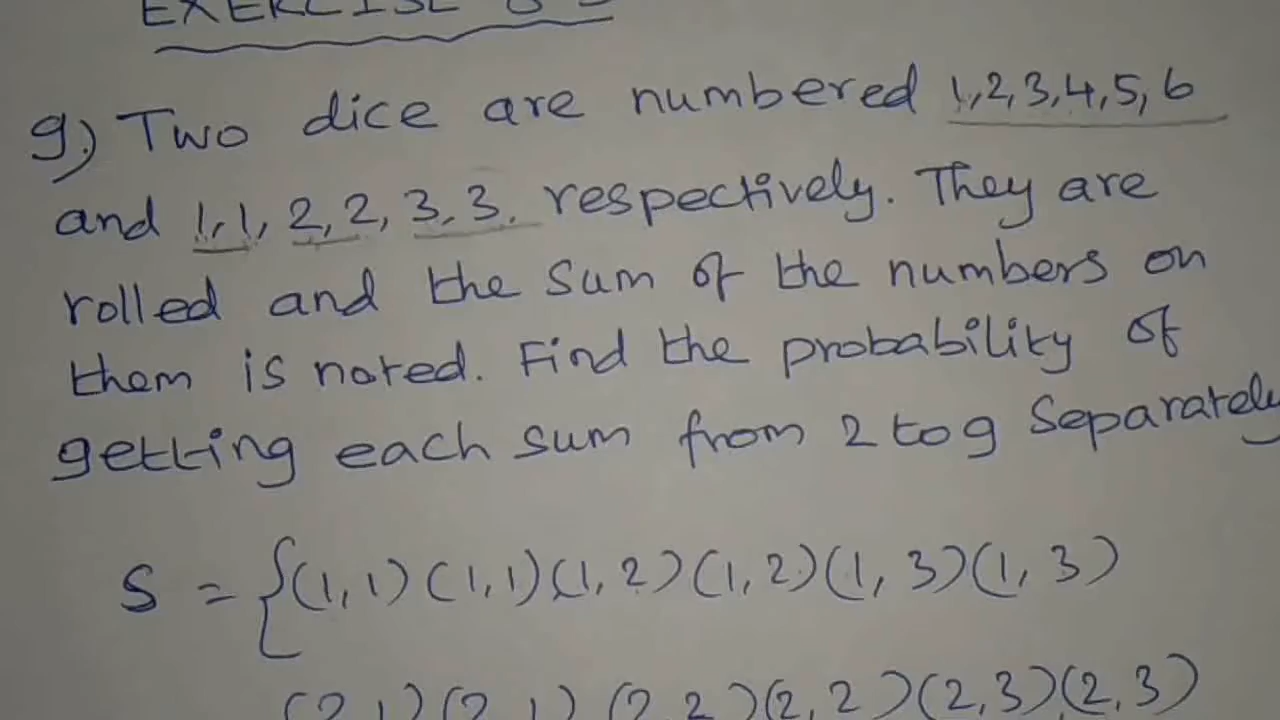 EXERCISE 8
9.) Two dice are numbered 1,2,3,4,5,6
and 1,1,2,2,3,3. respectively. They are
rolled and the sum of the numbers on
them is noted. Find the probability of
getting each sum from 2 to 9 Separately
S = {(1,1)(1,1)(1,2)(1,2)(1,3)(1,3)
(2,1)(2,1)(2,2)(2,2)(2,3)(2,3)